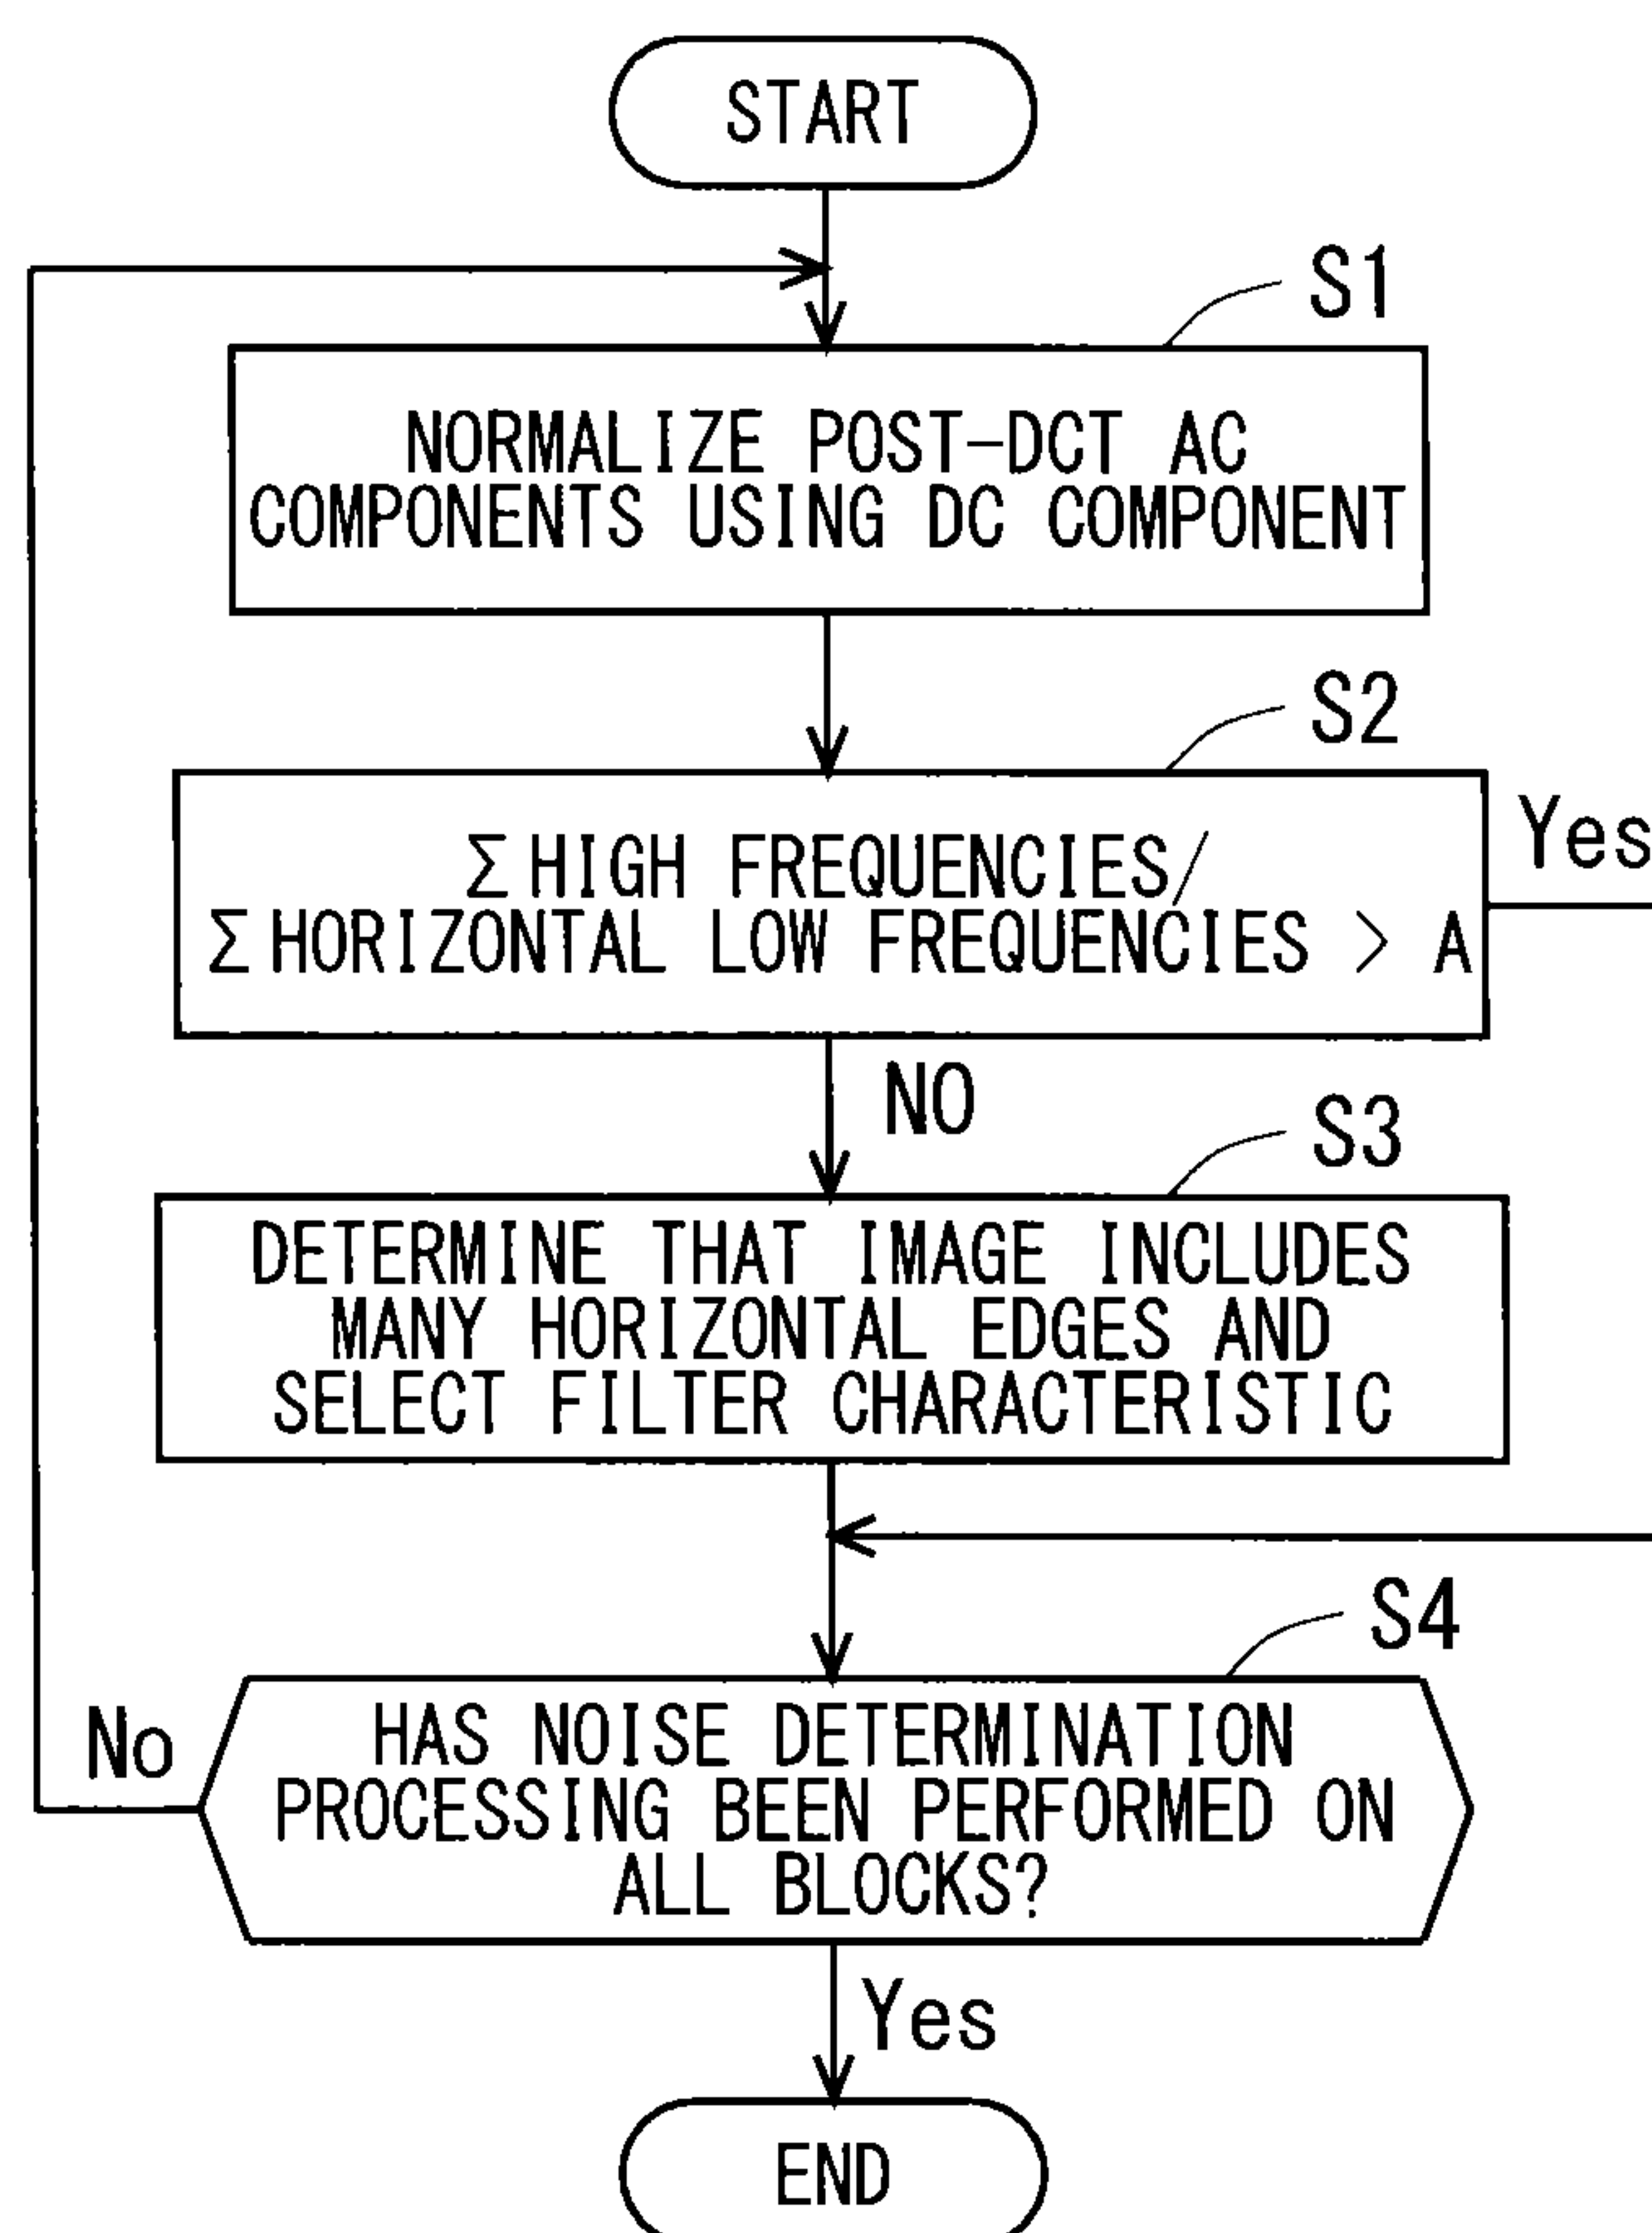 START
S1
NORMALIZE POST-DCT AC
COMPONENTS USING DC COMPONENT
S2
Yes
Σ HIGH FREQUENCIES/
Σ HORIZONTAL LOW FREQUENCIES > A
NO
S3
DETERMINE THAT IMAGE INCLUDES
MANY HORIZONTAL EDGES AND
SELECT FILTER CHARACTERISTIC
S4
No
HAS NOISE DETERMINATION
PROCESSING BEEN PERFORMED ON
ALL BLOCKS?
Yes
END